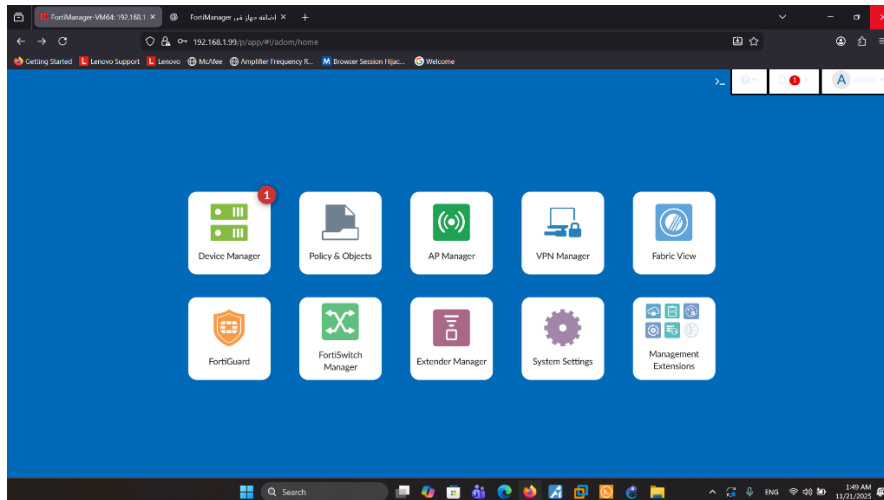 FortiManager-VM64: 192.168.1
اضافة جهاز في FortiManager
192.168.1.99/p/app/#!/adom/home
Getting Started
Lenovo Support
Lenovo
McAfee
Amplifier Frequency R...
Browser Session Hijac...
Welcome
1
A
admin
1
Device Manager
Policy & Objects
AP Manager
VPN Manager
Fabric View
FortiGuard
FortiSwitch
Manager
Extender Manager
System Settings
Management
Extensions
Search
ENG
1:49 AM
11/21/2025